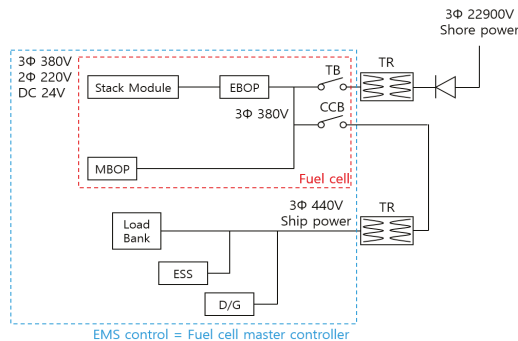 3Φ 22900V
Shore power
3Φ 380V
2Φ 220V
DC 24V
TB
TR
Stack Module
EBOP
CCB
3Φ 380V
MBOP
Fuel cell
3Φ 440V
Ship power
TR
Load
Bank
ESS
D/G
EMS control = Fuel cell master controller